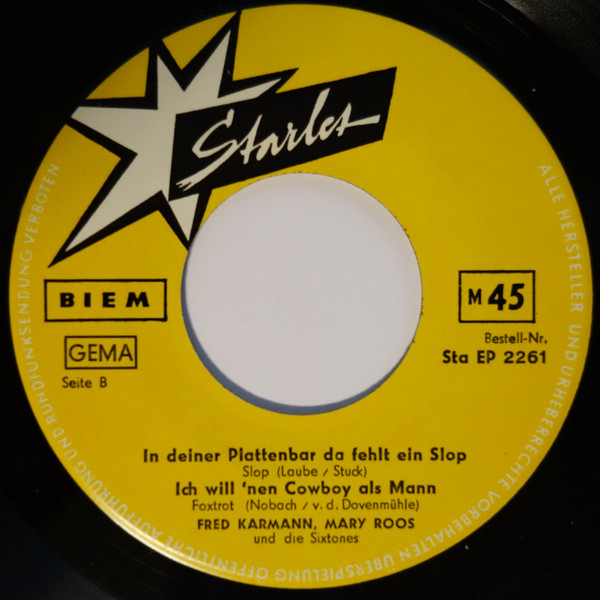 Starlet
BIEM
GEMA
Seite B
M 45
Bestell-Nr.
Sta EP 2261
In deiner Plattenbar da fehlt ein Slop
Slop (Laube / Stuck)
Ich will 'nen Cowboy als Mann
Foxtrot (Nobach / v. d. Dovenmühle)
FRED KARMANN, MARY ROOS
und die Sixtones
ALLE HERSTELLER UND URHEBERRECHTE VORBEHALTEN ÜBERSPIELUNG ÖFFENTLICHE AUFFÜHRUNG UND RUNDFUNKSENDUNG VERBOTEN